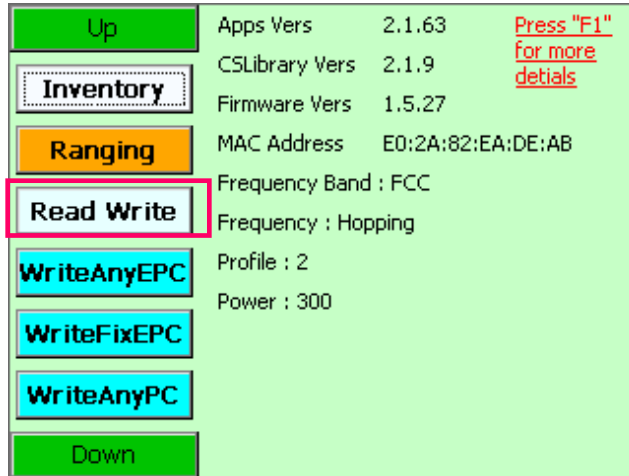 Up
Inventory
Ranging
Read Write
WriteAnyEPC
WriteFixEPC
WriteAnyPC
Down
Apps Vers 2.1.63
CSLibrary Vers 2.1.9
Firmware Vers 1.5.27
MAC Address E0:2A:82:EA:DE:AB
Frequency Band : FCC
Frequency : Hopping
Profile : 2
Power : 300
Press "F1"
for more
detials